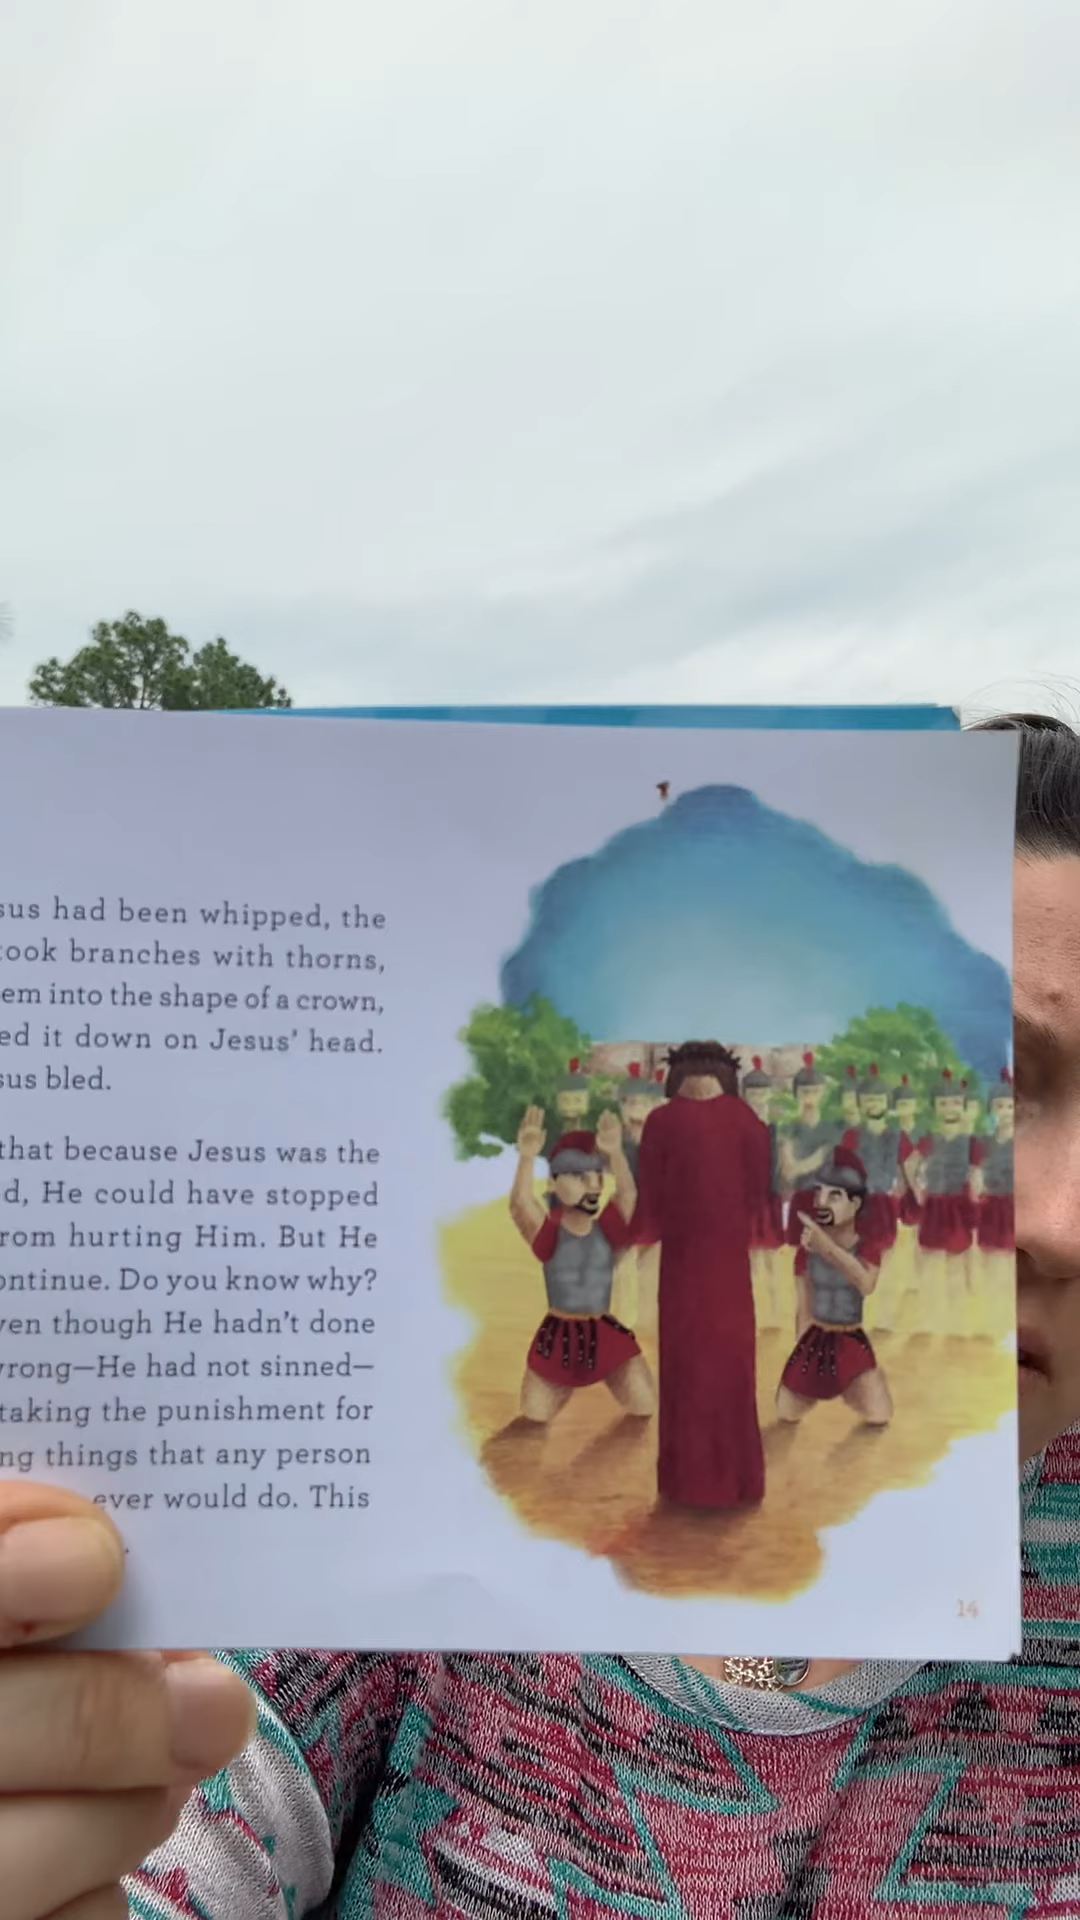 sus had been whipped, the
took branches with thorns,
em into the shape of a crown,
ed it down on Jesus' head.
sus bled.
that because Jesus was the
d, He could have stopped
rom hurting Him. But He
ontinue. Do you know why?
ven though He hadn't done
wrong—He had not sinned—
taking the punishment for
ng things that any person
ever would do. This
.
14